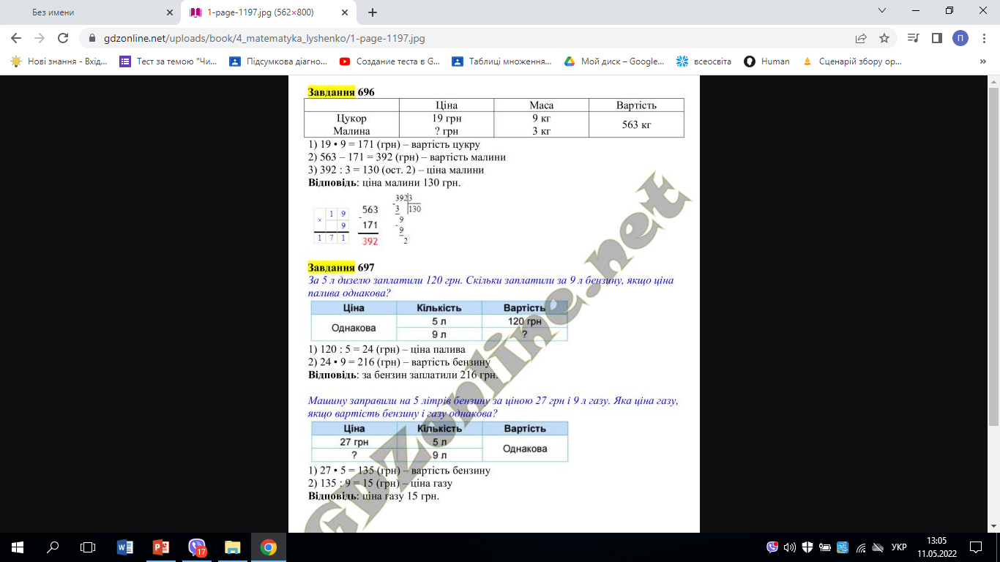 Без имени
1-page-1197.jpg (562×800)
gdzonline.net/uploads/book/4_matematyka_lyshenko/1-page-1197.jpg
П
Нові знання - Вхід...
Тест за темою "Чи...
Підсумкова діагно...
Создание теста в G...
Таблиці множення...
Мой диск – Google...
всеосвіта
Human
Сценарій збору ор...
»
Завдання 696
Ціна Маса Вартість
Цукор 19 грн 9 кг 563 кг
Малина ? грн 3 кг
1) 19 • 9 = 171 (грн) – вартість цукру
2) 563 – 171 = 392 (грн) – вартість малини
3) 392 : 3 = 130 (ост. 2) – ціна малини
Відповідь: ціна малини 130 грн.
1 9
× 9
1 7 1
563
- 171
392
- 392 3
3 130
9
- 9
2
Завдання 697
За 5 л дизелю заплатили 120 грн. Скільки заплатили за 9 л бензину, якщо ціна
палива однакова?
Ціна Кількість Вартість
Однакова 5 л 120 грн
9 л ?
1) 120 : 5 = 24 (грн) – ціна палива
2) 24 • 9 = 216 (грн) – вартість бензину
Відповідь: за бензин заплатили 216 грн.
Машину заправили на 5 літрів бензину за ціною 27 грн і 9 л газу. Яка ціна газу,
якщо вартість бензину і газу однакова?
Ціна Кількість Вартість
27 грн 5 л Однакова
? 9 л
1) 27 • 5 = 135 (грн) – вартість бензину
2) 135 : 9 = 15 (грн) – ціна газу
Відповідь: ціна газу 15 грн.
GDZonline.net
17
УКР
13:05
11.05.2022